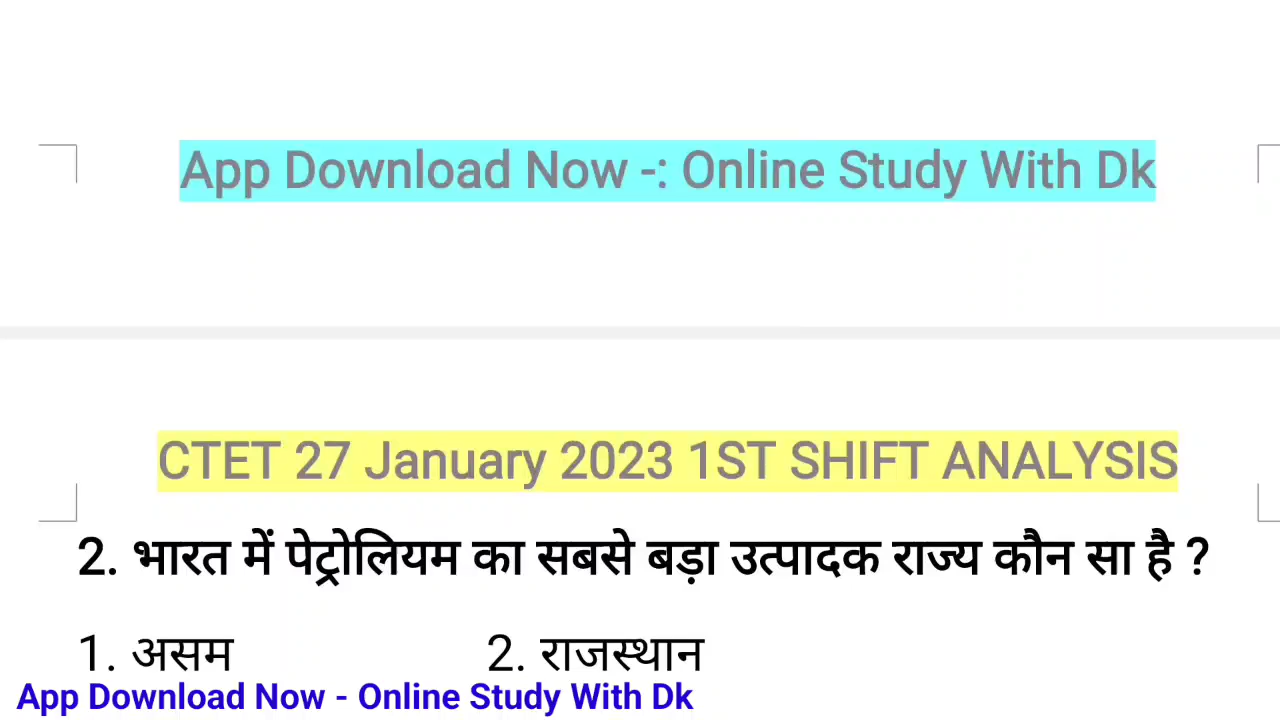 App Download Now -: Online Study With Dk
CTET 27 January 2023 1ST SHIFT ANALYSIS
2. भारत में पेट्रोलियम का सबसे बड़ा उत्पादक राज्य कौन सा है ?
1. असम 2. राजस्थान
App Download Now - Online Study With Dk